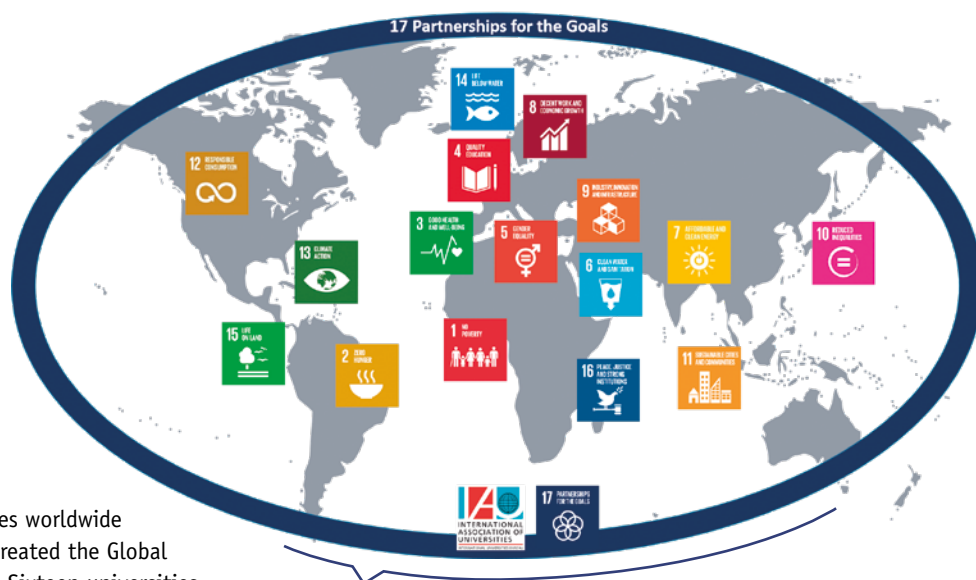 17 Partnerships for the Goals
14 LIFE
BELOW WATER
8 DECENT WORK AND
ECONOMIC GROWTH
4 QUALITY
EDUCATION
12 RESPONSIBLE
CONSUMPTION
9 INDUSTRY, INNOVATION
AND INFRASTRUCTURE
3 GOOD HEALTH
AND WELL-BEING
5 GENDER
EQUALITY
7 AFFORDABLE AND
CLEAN ENERGY
10 REDUCED
INEQUALITIES
13 CLIMATE
ACTION
6 CLEAN WATER
AND SANITATION
15 LIFE
ON LAND
1 NO
POVERTY
2 ZERO
HUNGER
16 PEACE, JUSTICE
AND STRONG
INSTITUTIONS
11 SUSTAINABLE CITIES
AND COMMUNITIES
IAU
INTERNATIONAL
ASSOCIATION OF
UNIVERSITIES
17 PARTNERSHIPS
FOR THE GOALS
es worldwide
reated the Global
Sixteen universities